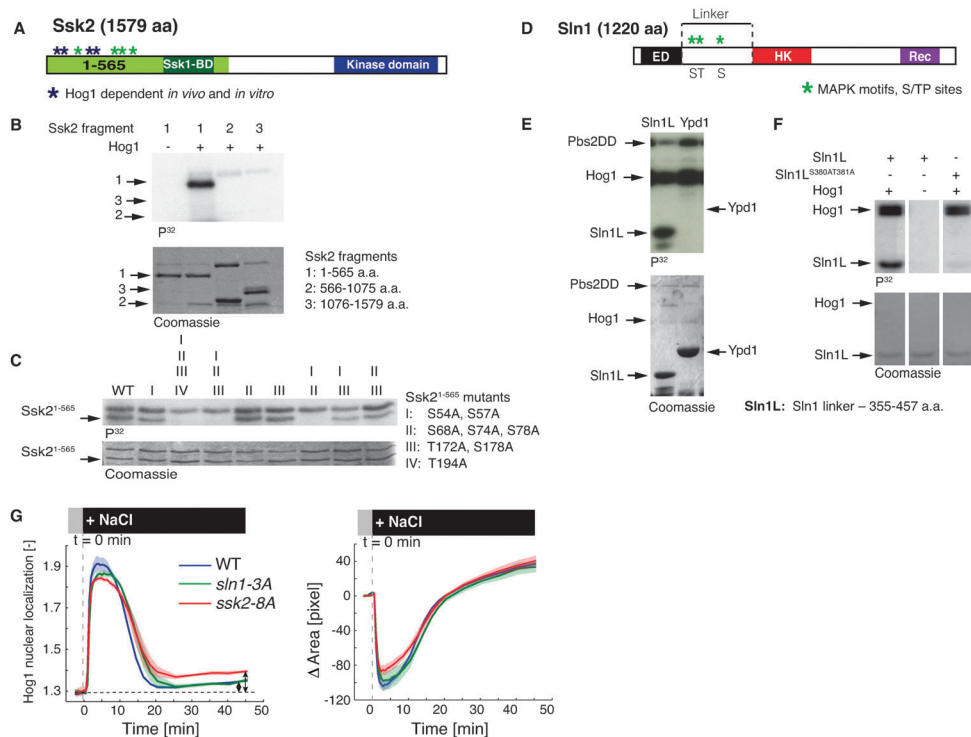 A
Ssk2 (1579 aa)
** * ** ***
1-565
Ssk1-BD
Kinase domain
* Hog1 dependent in vivo and in vitro
B
Ssk2 fragment 1 1 2 3
Hog1 - + + +
1
3
2
P32
1
3
2
Coomassie
Ssk2 fragments
1: 1-565 a.a.
2: 566-1075 a.a.
3: 1076-1579 a.a.
C
I
II I I I
III II I II II
WT I IV III II III II III III
Ssk21-565
P32
Ssk21-565
Coomassie
Ssk21-565 mutants
I: S54A, S57A
II: S68A, S74A, S78A
III: T172A, S178A
IV: T194A
D
Sln1 (1220 aa)
Linker
** *
ED
HK
Rec
ST S
* MAPK motifs, S/TP sites
E
Sln1L Ypd1
Pbs2DD
Hog1
Ypd1
Sln1L
P32
Pbs2DD
Hog1
Ypd1
Sln1L
Coomassie
F
Sln1L + + -
Sln1LS380AT381A - - +
Hog1 + - +
Hog1
Sln1L
P32
Hog1
Sln1L
Coomassie
Sln1L: Sln1 linker – 355-457 a.a.
G
+ NaCl
t = 0 min
Hog1 nuclear localization [-]
1.9
1.7
1.5
1.3
WT
sln1-3A
ssk2-8A
0 10 20 30 40 50
Time [min]
+ NaCl
t = 0 min
Δ Area [pixel]
40
0
-40
-80
-120
0 10 20 30 40 50
Time [min]